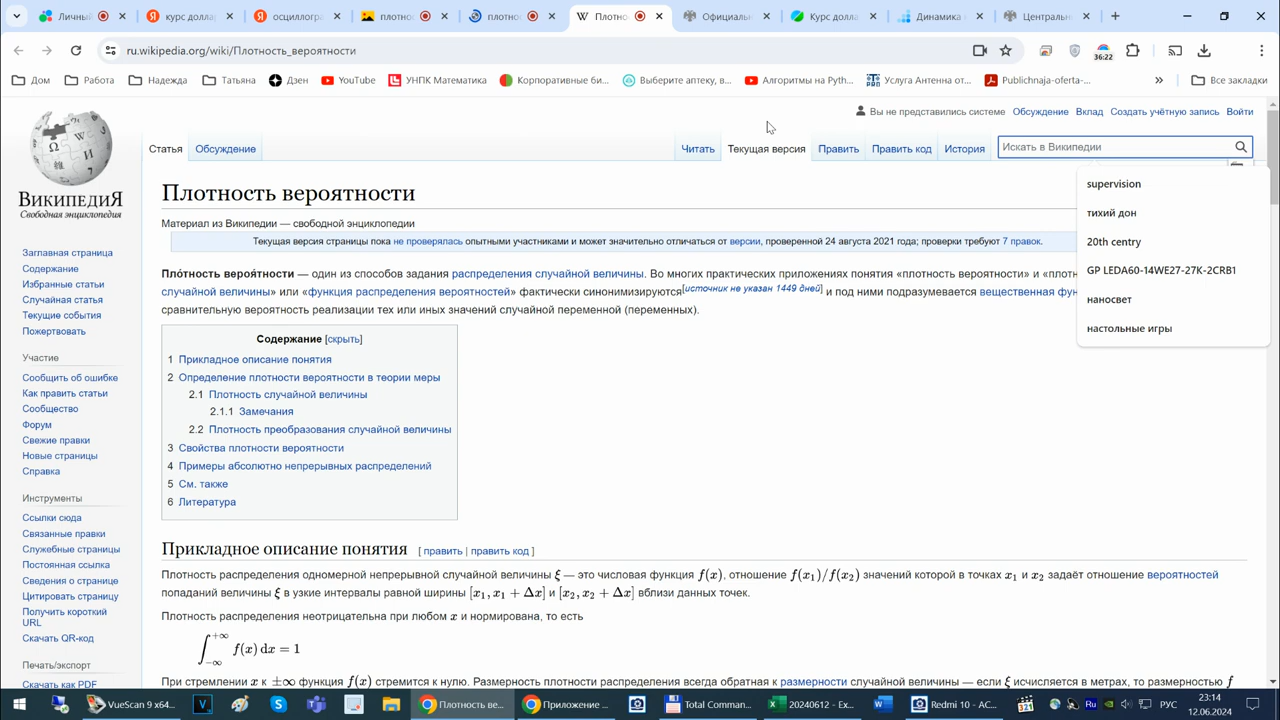 Личный
курс доллар
осциллогра
плотно
плотно
Плотно
Официаль
Курс долла
Динамика
Центральн
ru.wikipedia.org/wiki/Плотность_вероятности
36:22
Дом
Работа
Надежда
Татьяна
Дзен
YouTube
УНПК Математика
Корпоративные би...
Выберите аптеку, в...
Алгоритмы на Pyth...
Услуга Антенна от...
Publichnaja-oferta-...
»
Все закладки
Вы не представились системе
Обсуждение
Вклад
Создать учётную запись
Войти
Статья
Обсуждение
Читать
Текущая версия
Править
Править код
История
Искать в Википедии
supervision
тихий дон
20th centry
GP LEDA60-14WE27-27K-2CRB1
наносвет
настольные игры
ВИКИПЕДИЯ
Свободная энциклопедия
Заглавная страница
Содержание
Избранные статьи
Случайная статья
Текущие события
Пожертвовать
Участие
Сообщить об ошибке
Как править статьи
Сообщество
Форум
Свежие правки
Новые страницы
Справка
Инструменты
Ссылки сюда
Связанные правки
Служебные страницы
Постоянная ссылка
Сведения о странице
Цитировать страницу
Получить короткий
URL
Скачать QR-код
Печать/экспорт
Скачать как PDF
Плотность вероятности
Материал из Википедии — свободной энциклопедии
Текущая версия страницы пока не проверялась опытными участниками и может значительно отличаться от версии, проверенной 24 августа 2021 года; проверки требуют 7 правок.
Пло́тность вероя́тности — один из способов задания распределения случайной величины. Во многих практических приложениях понятия «плотность вероятности» и «плотн
случайной величины» или «функция распределения вероятностей» фактически синонимизируются[источник не указан 1449 дней] и под ними подразумевается вещественная фун
сравнительную вероятность реализации тех или иных значений случайной переменной (переменных).
Содержание [скрыть]
1 Прикладное описание понятия
2 Определение плотности вероятности в теории меры
2.1 Плотность случайной величины
2.1.1 Замечания
2.2 Плотность преобразования случайной величины
3 Свойства плотности вероятности
4 Примеры абсолютно непрерывных распределений
5 См. также
6 Литература
Прикладное описание понятия [ править | править код ]
Плотность распределения одномерной непрерывной случайной величины ξ — это числовая функция f(x), отношение f(x₁)/f(x₂) значений которой в точках x₁ и x₂ задаёт отношение вероятностей
попаданий величины ξ в узкие интервалы равной ширины [x₁, x₁ + Δx] и [x₂, x₂ + Δx] вблизи данных точек.
Плотность распределения неотрицательна при любом x и нормирована, то есть
∫₋∞⁺∞ f(x) dx = 1
При стремлении x к ±∞ функция f(x) стремится к нулю. Размерность плотности распределения всегда обратная к размерности случайной величины — если ξ исчисляется в метрах, то размерностью f
VueScan 9 x64...
Плотность ве...
Приложение ...
Total Comman...
20240612 - Ex...
Redmi 10 - AC...
РУС
23:14
12.06.2024